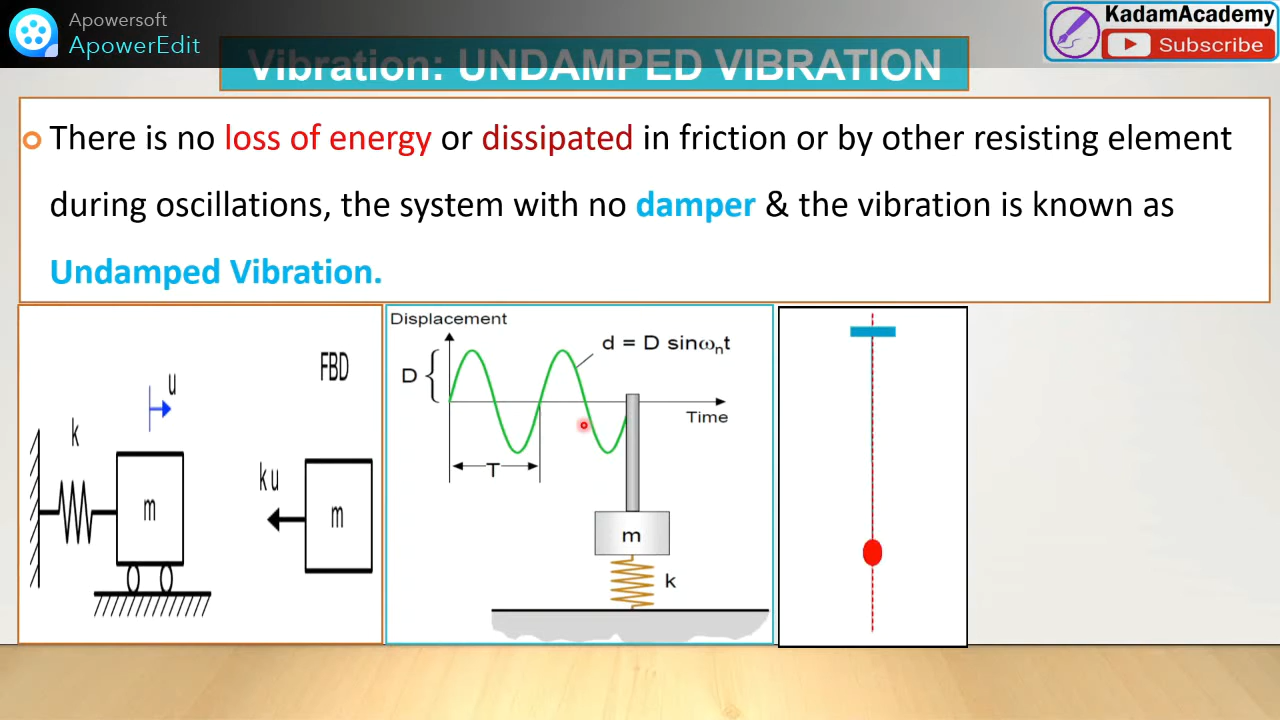 Apowersoft
ApowerEdit
KadamAcademy
Subscribe
Vibration: UNDAMPED VIBRATION
There is no loss of energy or dissipated in friction or by other resisting element
during oscillations, the system with no damper & the vibration is known as
Undamped Vibration.
FBD
u
k
m
ku
m
Displacement
d = D sinωnt
D
Time
T
m
k